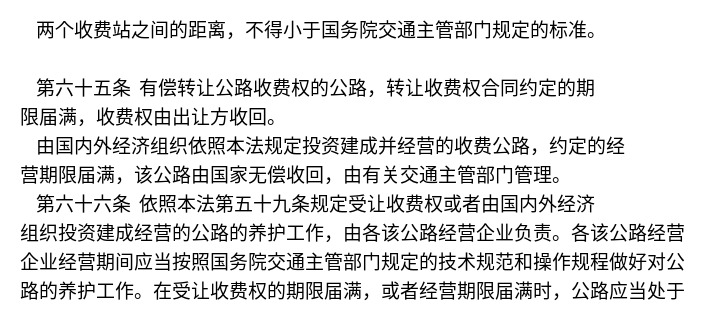 两个收费站之间的距离，不得小于国务院交通主管部门规定的标准。
第六十五条 有偿转让公路收费权的公路，转让收费权合同约定的期
限届满，收费权由出让方收回。
由国内外经济组织依照本法规定投资建成并经营的收费公路，约定的经
营期限届满，该公路由国家无偿收回，由有关交通主管部门管理。
第六十六条 依照本法第五十九条规定受让收费权或者由国内外经济
组织投资建成经营的公路的养护工作，由各该公路经营企业负责。各该公路经营
企业经营期间应当按照国务院交通主管部门规定的技术规范和操作规程做好对公
路的养护工作。在受让收费权的期限届满，或者经营期限届满时，公路应当处于